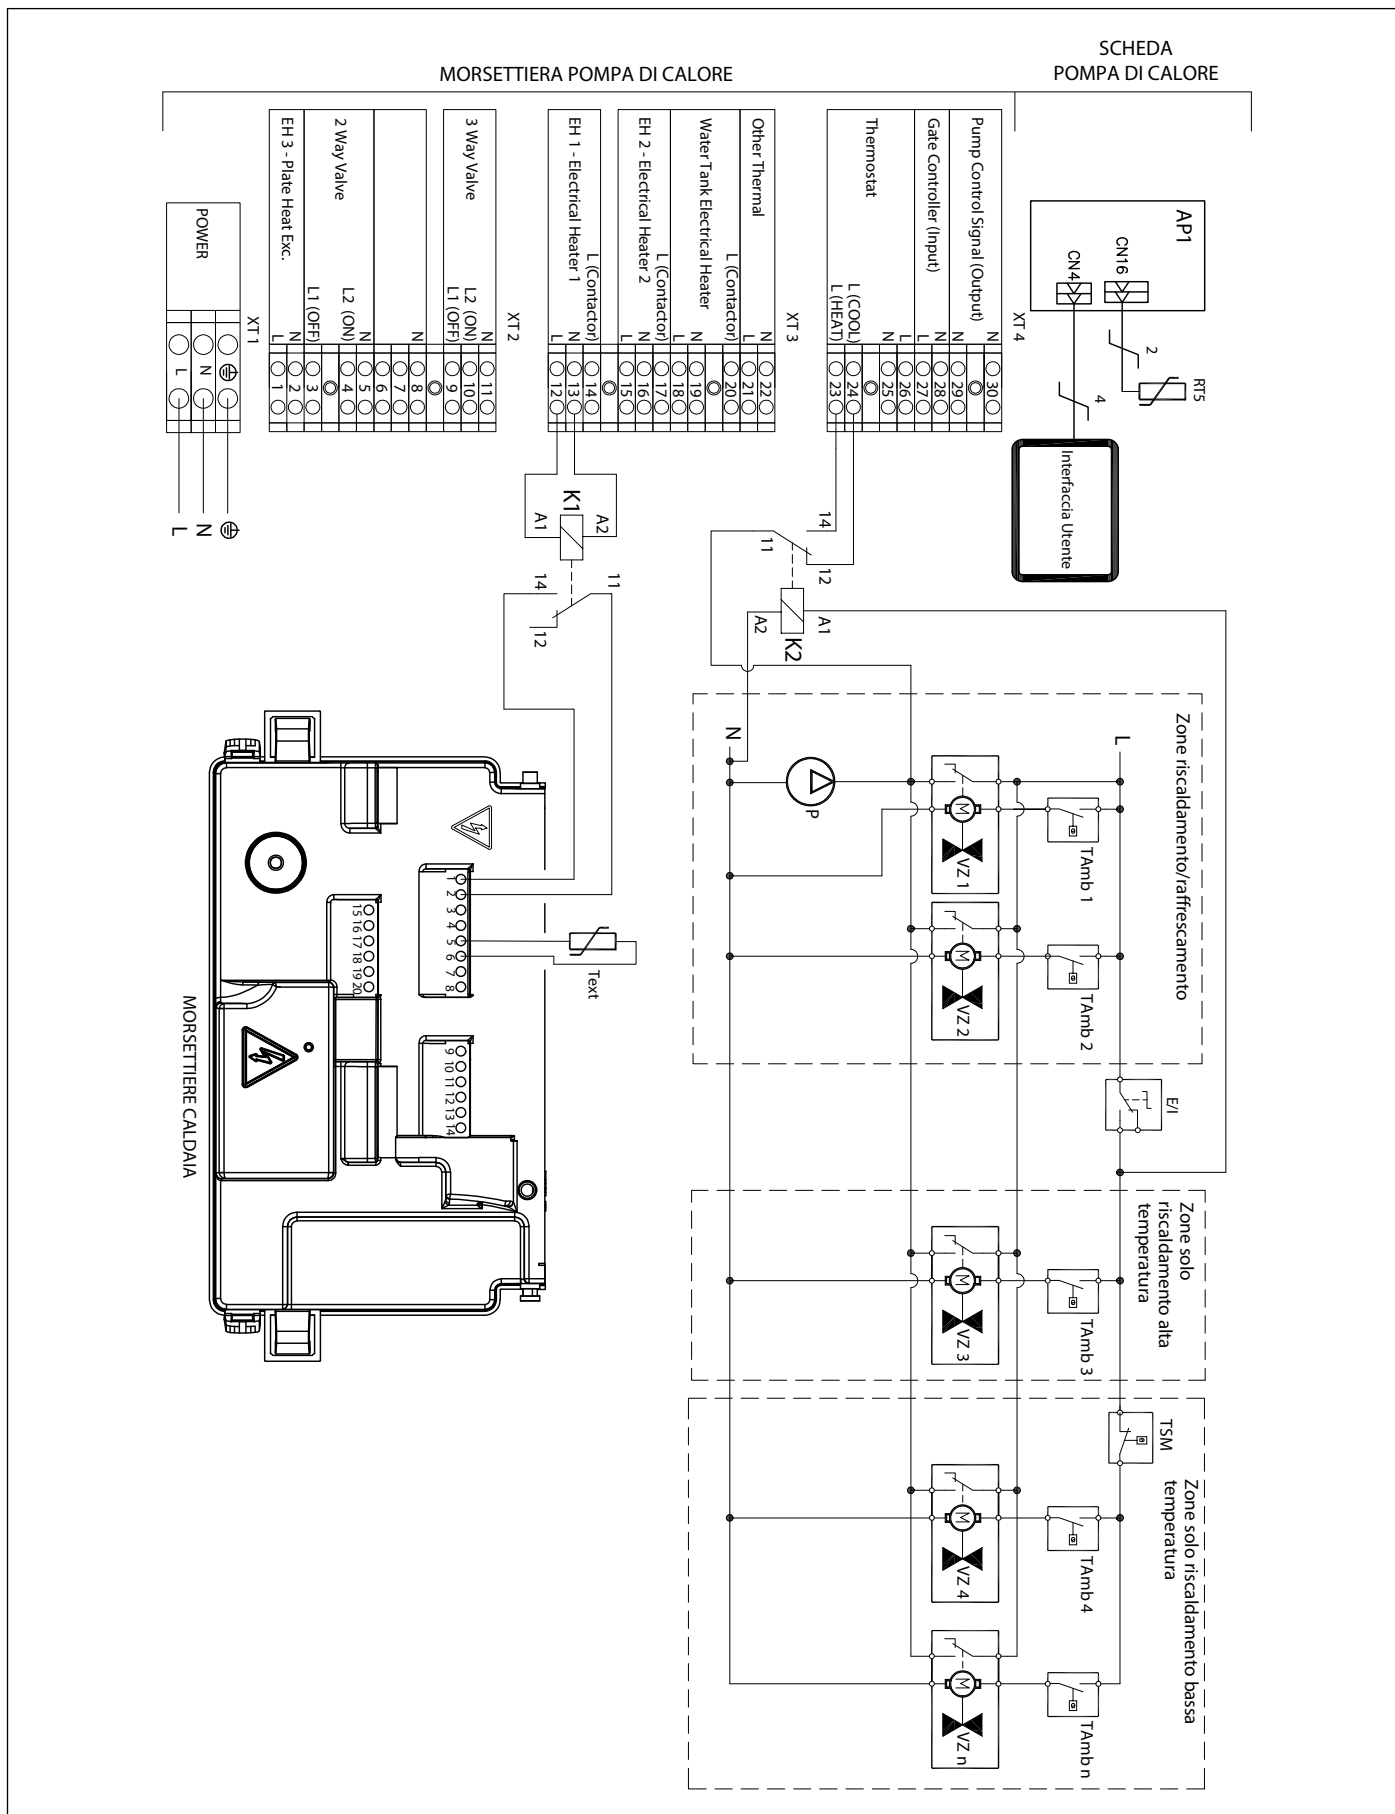 SCHEDA
POMPA DI CALORE
MORSETTIERA POMPA DI CALORE
AP1
CN16
CN4
2
RT5
4
Interfaccia Utente
XT 4
Pump Control Signal (Output)
Gate Controller (Input)
Thermostat
L (COOL)
L (HEAT)
N 30
N 29
N 28
L 27
L 26
N 25
24
23
XT 3
Other Thermal
Water Tank Electrical Heater
EH 2 - Electrical Heater 2
EH 1 - Electrical Heater 1
N 22
L 21
L (Contactor) 20
N 19
L 18
L (Contactor) 17
N 16
L 15
L (Contactor) 14
N 13
L 12
XT 2
3 Way Valve
2 Way Valve
EH 3 - Plate Heat Exc.
N 11
L2 (ON) 10
L1 (OFF) 9
N 8
7
6
N 5
L2 (ON) 4
L1 (OFF) 3
N 2
L 1
XT1
POWER
N
L
L
N
K1
A1
A2
14
11
12
14
11
12
K2
A1
A2
Zone riscaldamento/raffrescamento
L
N
P
VZ 1
TAmb 1
VZ 2
TAmb 2
E/I
Zone solo
riscaldamento alta
temperatura
VZ 3
TAmb 3
TSM
Zone solo riscaldamento bassa
temperatura
VZ 4
TAmb 4
VZ n
TAmb n
M
M
M
M
M
Text
1 2 3 4 5 6 7 8
9 10 11 12 13 14
15 16 17 18 19 20
MORSETTIERE CALDAIA